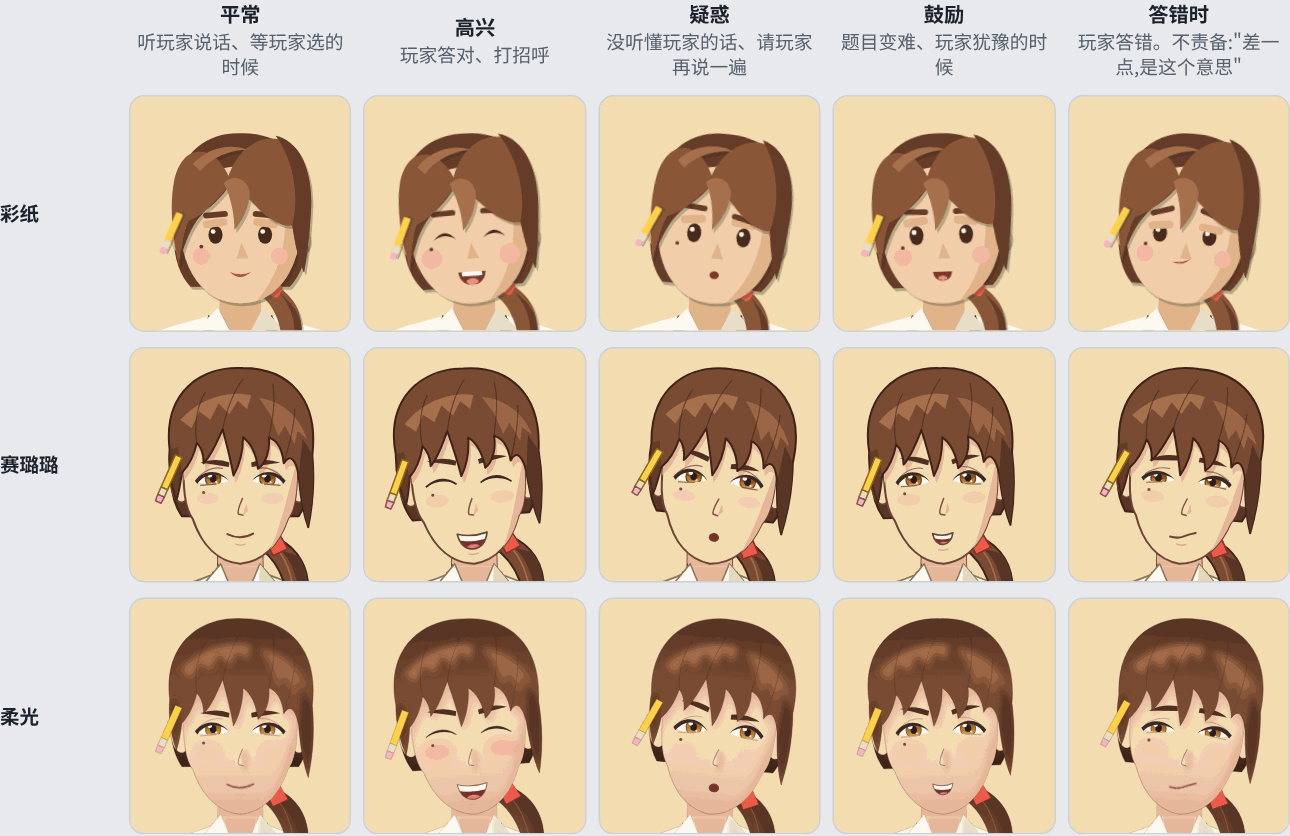 平常
听玩家说话、等玩家选的
时候
高兴
玩家答对、打招呼
疑惑
没听懂玩家的话、请玩家
再说一遍
鼓励
题目变难、玩家犹豫的时
候
答错时
玩家答错。不责备:"差一
点,是这个意思"
彩纸
赛璐璐
柔光